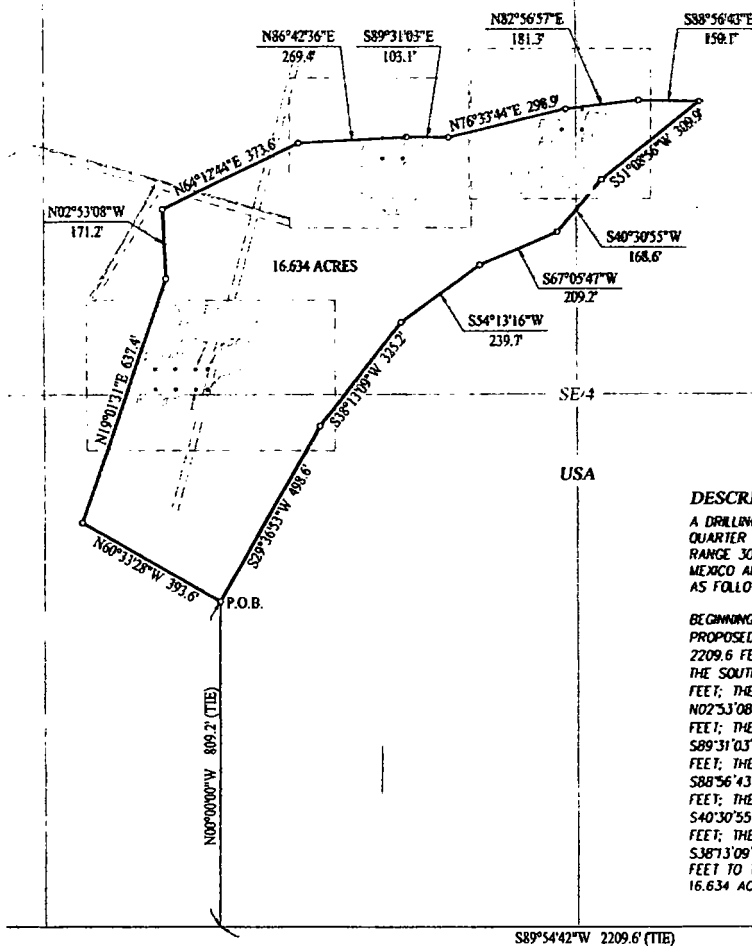 N86°42'36"E
269.4'
S89°31'03"E
103.1'
N82°56'57"E
181.3'
S88°56'43"E
150.1'
N76°33'44"E 298.9'
N64°12'44"E 373.6'
S51°08'56"W 309.9'
N02°53'08"W
171.2'
S40°30'55"W
168.6'
16.634 ACRES
S67°05'47"W
209.2'
S54°13'16"W
239.7'
N19°01'31"E 637.4'
S38°13'09"W 325.2'
SE/4
USA
S29°36'53"W 498.6'
N60°33'28"W 393.6'
P.O.B.
N00°00'00"W 809.2' (TIE)
S89°54'42"W 2209.6' (TIE)
DESCRI
A DRILLING
QUARTER
RANGE 30
MEXICO A
AS FOLLO
BEGINNING
PROPOSED
2209.6 FE
THE SOUTH
FEET; THE
N02°53'08
FEET; THE
S89°31'03
FEET; THE
S88°56'43
FEET; THE
S40°30'55
FEET; THE
S38°13'09
FEET TO
16.634 AC